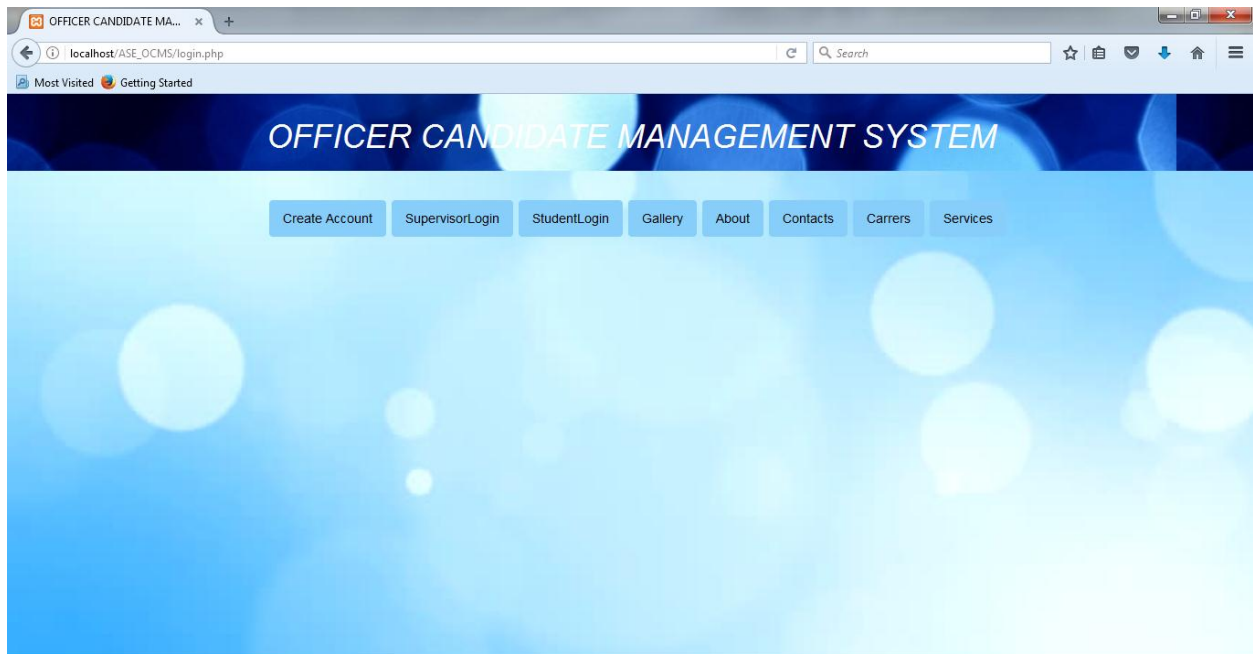 OFFICER CANDIDATE MA...
localhost/ASE_OCMS/login.php
Search
Most Visited Getting Started
OFFICER CANDIDATE MANAGEMENT SYSTEM
Create Account SupervisorLogin StudentLogin Gallery About Contacts Carrers Services